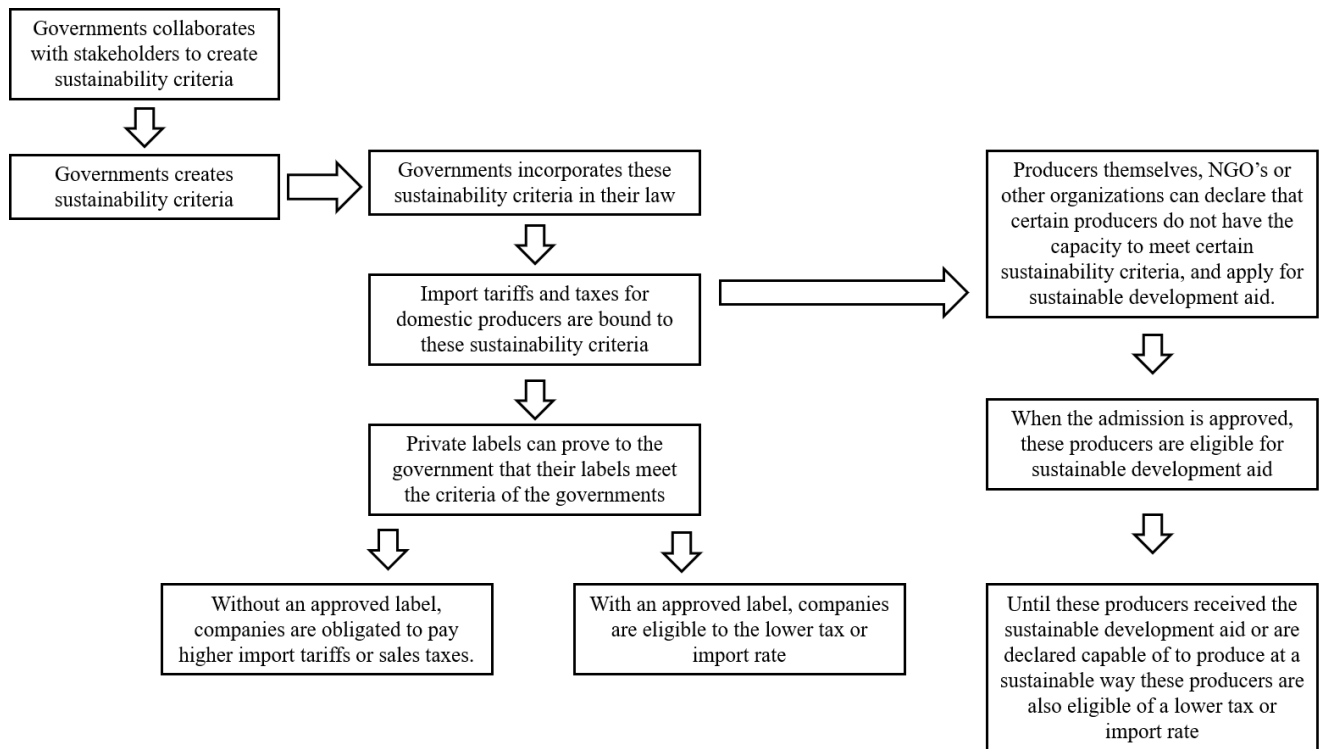 Governments collaborates
with stakeholders to create
sustainability criteria
Governments creates
sustainability criteria
Governments incorporates these
sustainability criteria in their law
Import tariffs and taxes for
domestic producers are bound to
these sustainability criteria
Private labels can prove to the
government that their labels meet
the criteria of the governments
Without an approved label,
companies are obligated to pay
higher import tariffs or sales taxes.
With an approved label, companies
are eligible to the lower tax or
import rate
Producers themselves, NGO’s or
other organizations can declare that
certain producers do not have the
capacity to meet certain
sustainability criteria, and apply for
sustainable development aid.
When the admission is approved,
these producers are eligible for
sustainable development aid
Until these producers received the
sustainable development aid or are
declared capable of to produce at a
sustainable way these producers are
also eligible of a lower tax or
import rate